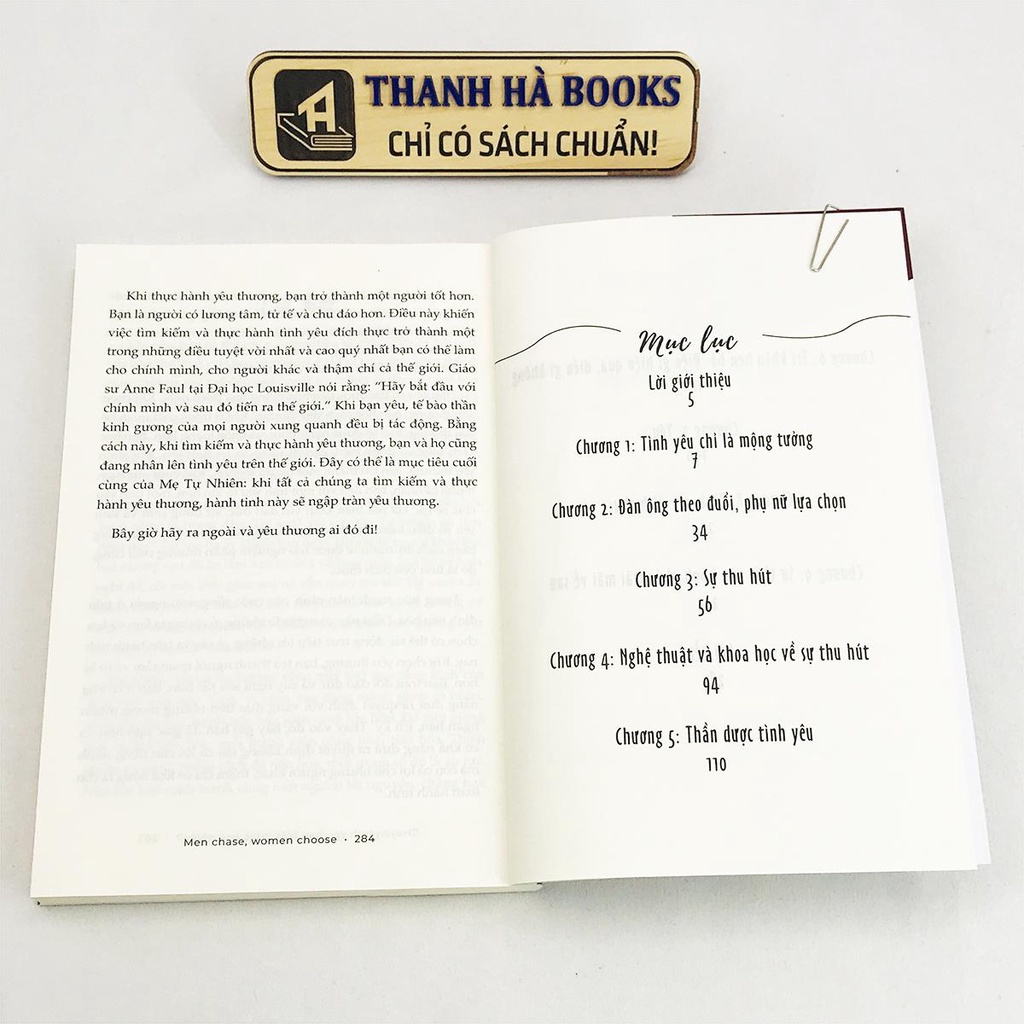 THANH HÀ BOOKS
CHỈ CÓ SÁCH CHUẨN!
Khi thực hành yêu thương, bạn trở thành một người tốt hơn.
Bạn là người có lương tâm, tử tế và chu đáo hơn. Điều này khiến
việc tìm kiếm và thực hành tình yêu đích thực trở thành một
trong những điều tuyệt vời nhất và cao quý nhất bạn có thể làm
cho chính mình, cho người khác và thậm chí cả thế giới. Giáo
sư Anne Faul tại Đại học Louisville nói rằng: “Hãy bắt đầu với
chính mình và sau đó tiến ra thế giới.” Khi bạn yêu, tế bào thần
kinh gương của mọi người xung quanh đều bị tác động. Bằng
cách này, khi tìm kiếm và thực hành yêu thương, bạn và họ cũng
đang nhân lên tình yêu trên thế giới. Đây có thể là mục tiêu cuối
cùng của Mẹ Tự Nhiên: khi tất cả chúng ta tìm kiếm và thực
hành yêu thương, hành tinh này sẽ ngập tràn yêu thương.
Bây giờ hãy ra ngoài và yêu thương ai đó đi!
Men chase, women choose • 284
Mục lục
Lời giới thiệu
5
Chương 1: Tình yêu chỉ là mộng tưởng
7
Chương 2: Đàn ông theo đuổi, phụ nữ lựa chọn
34
Chương 3: Sự thu hút
56
Chương 4: Nghệ thuật và khoa học về sự thu hút
94
Chương 5: Thần dược tình yêu
110